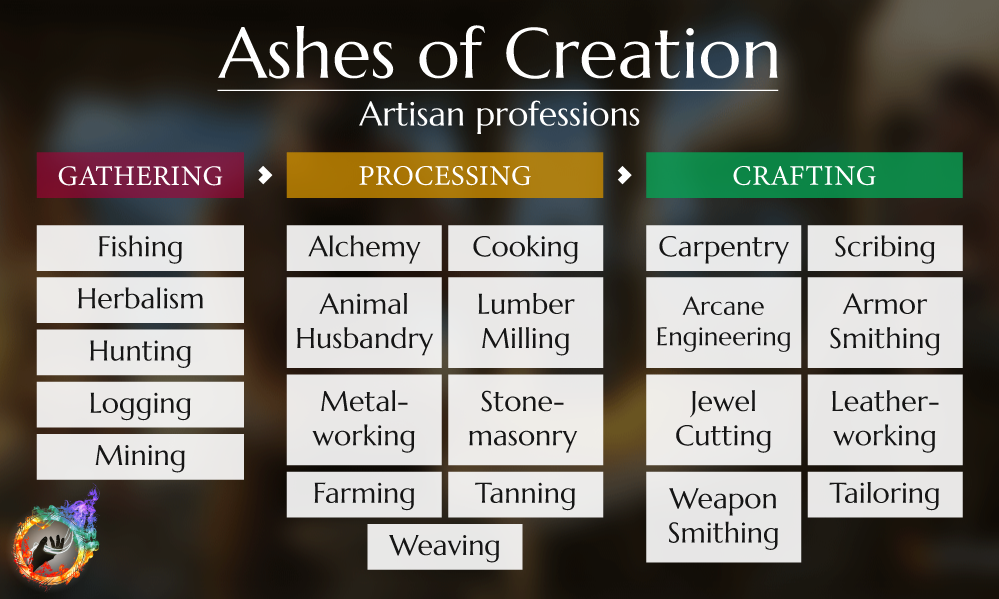 Ashes of Creation
Artisan professions
GATHERING
Fishing
Herbalism
Hunting
Logging
Mining
PROCESSING
Alchemy
Cooking
Animal
Husbandry
Lumber
Milling
Metal-
working
Stone-
masonry
Farming
Tanning
Weaving
CRAFTING
Carpentry
Scribing
Arcane
Engineering
Armor
Smithing
Jewel
Cutting
Leather-
working
Weapon
Smithing
Tailoring